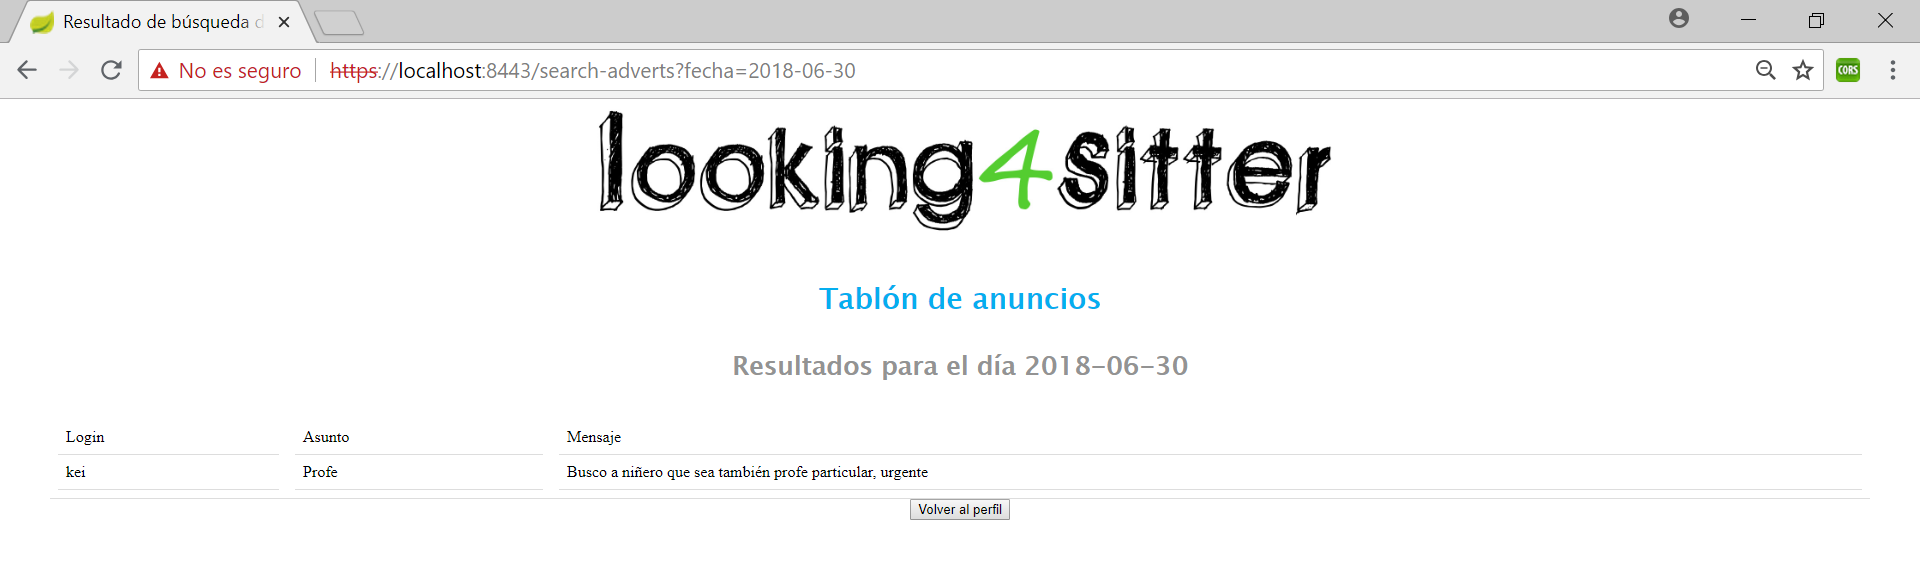 Resultado de búsqueda d
No es seguro https://localhost:8443/search-adverts?fecha=2018-06-30
CORS
looking4sitter
Tablón de anuncios
Resultados para el día 2018-06-30
Login Asunto Mensaje
kei Profe Busco a niñero que sea también profe particular, urgente
Volver al perfil